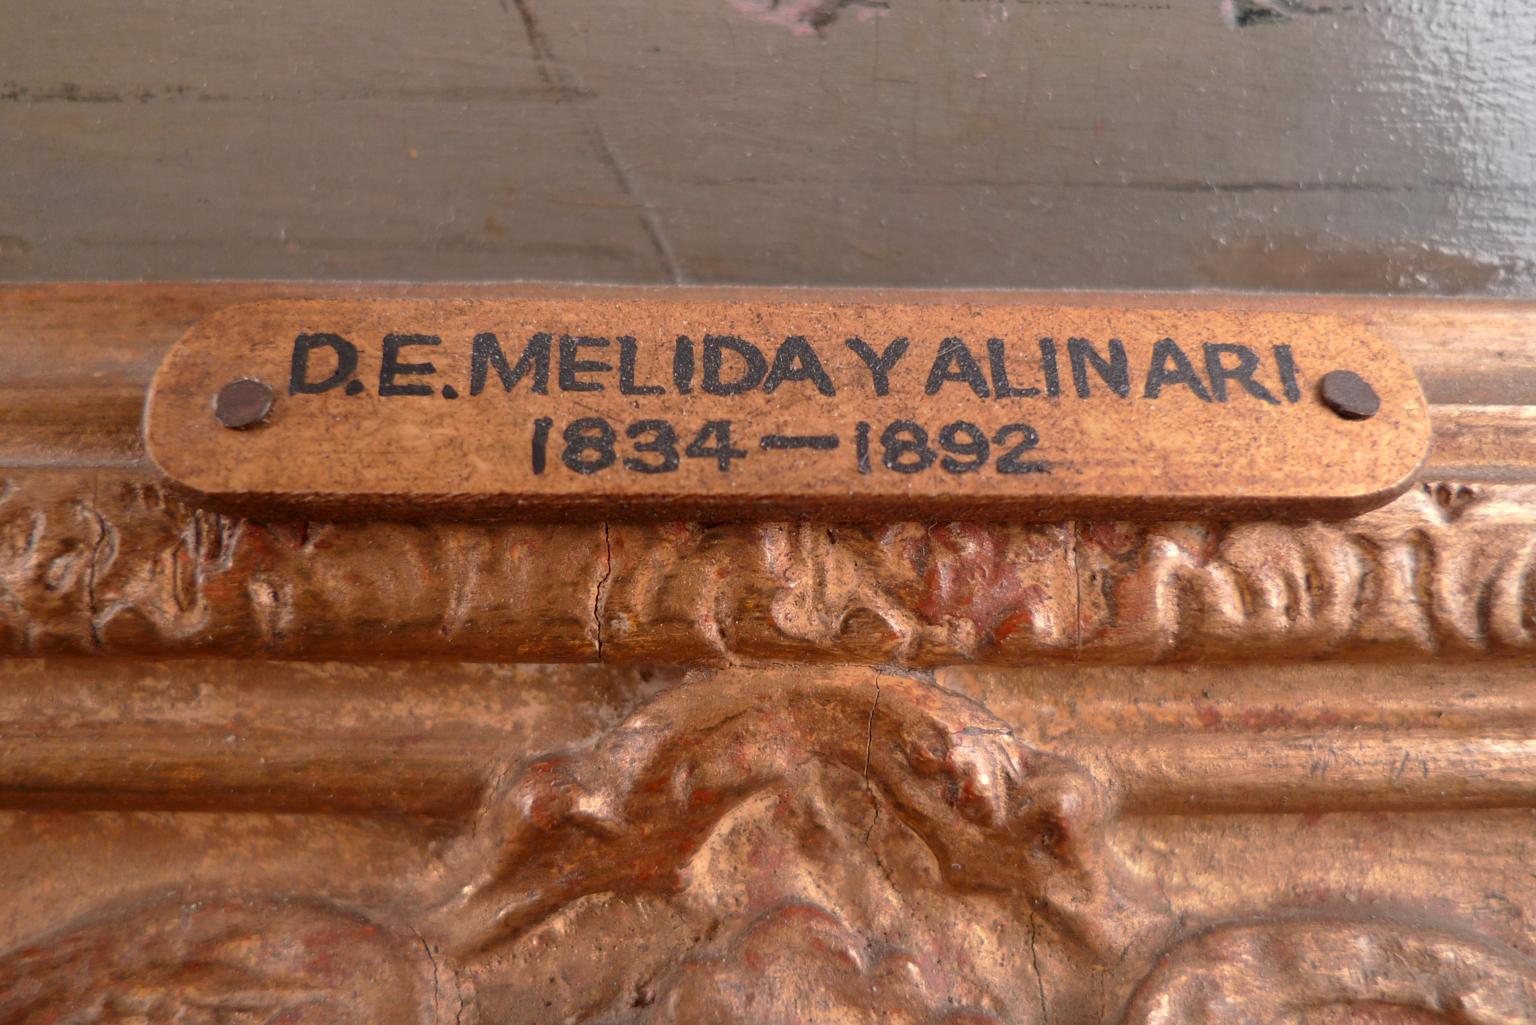 D.E.MELIDA Y ALINARI
1834-1892